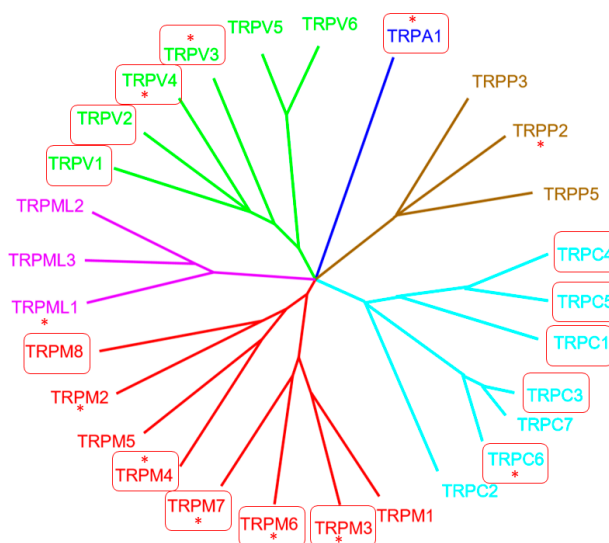 *
TRPA1
TRPV5
TRPV6
*
TRPV3
TRPV4
*
TRPV2
TRPV1
TRPP3
TRPP2
*
TRPP5
TRPML2
TRPML3
TRPML1
*
TRPC4
TRPC5
TRPC1
TRPC3
TRPC7
TRPC6
*
TRPC2
TRPM8
TRPM2
*
TRPM5
*
TRPM4
TRPM7
*
TRPM6
*
TRPM3
*
TRPM1